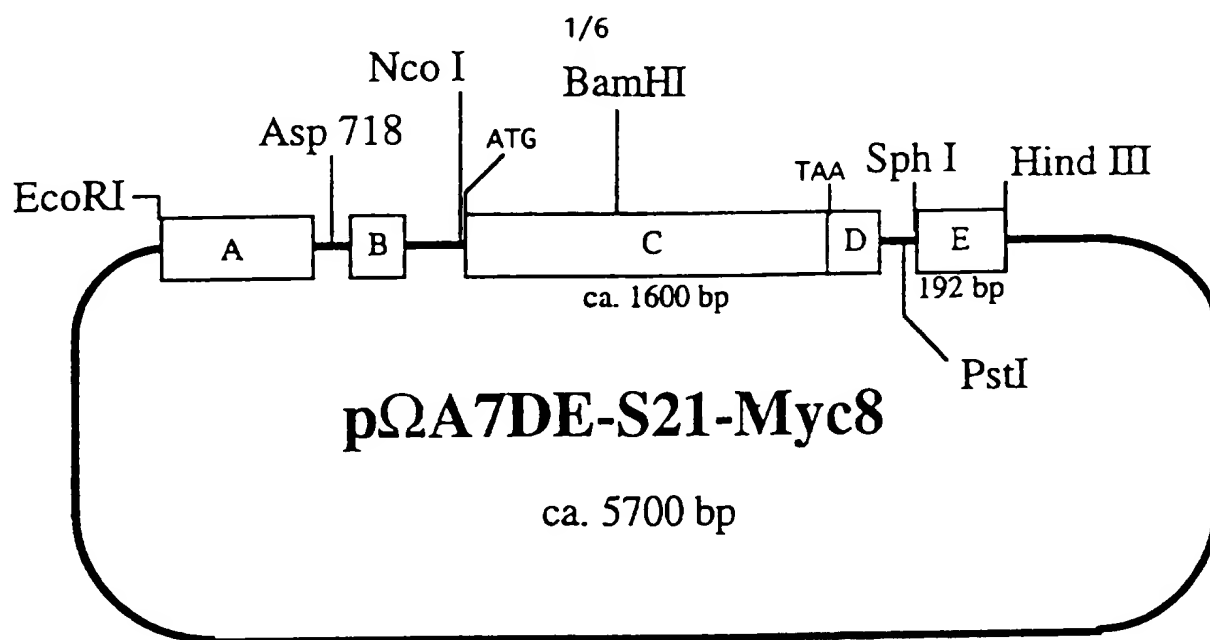 1/6
Nco I
BamHI
Asp 718
ATG
Sph I
Hind III
TAA
EcoRI
A
B
C
D
E
ca. 1600 bp
192 bp
PstI
pΩA7DE-S21-Myc8
ca. 5700 bp